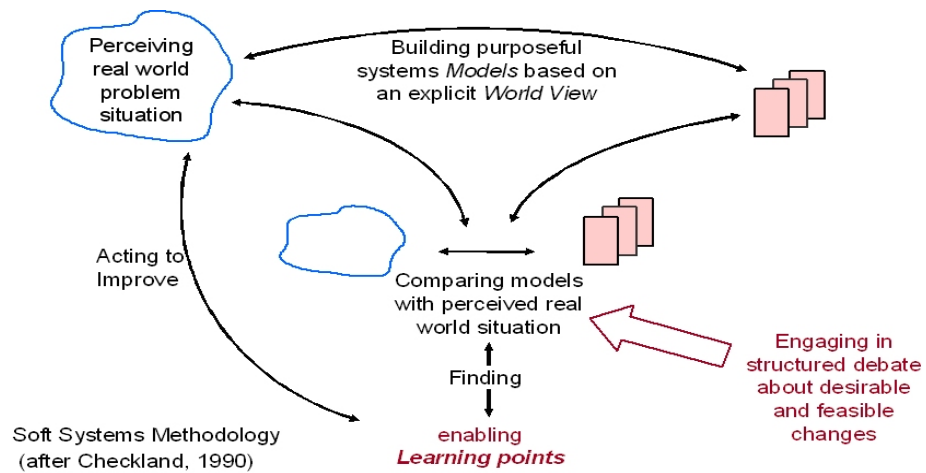 Perceiving
real world
problem
situation
Building purposeful
systems Models based on
an explicit World View
Acting to
Improve
Comparing models
with perceived real
world situation
Finding
enabling
Learning points
Engaging in
structured debate
about desirable
and feasible
changes
Soft Systems Methodology
(after Checkland, 1990)